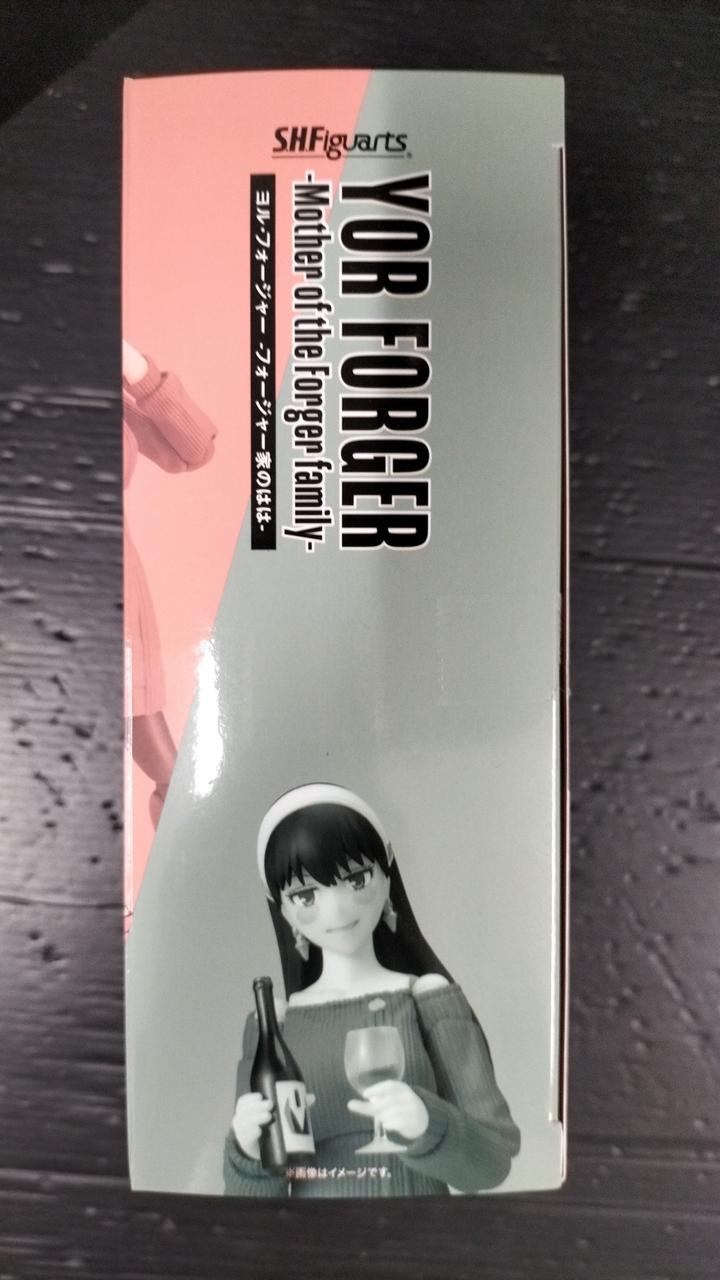 S.H.Figuarts
YOR FORGER
-Mother of the Forger family-
ヨル・フォージャー -フォージャー家のはは-
※画像はイメージです。